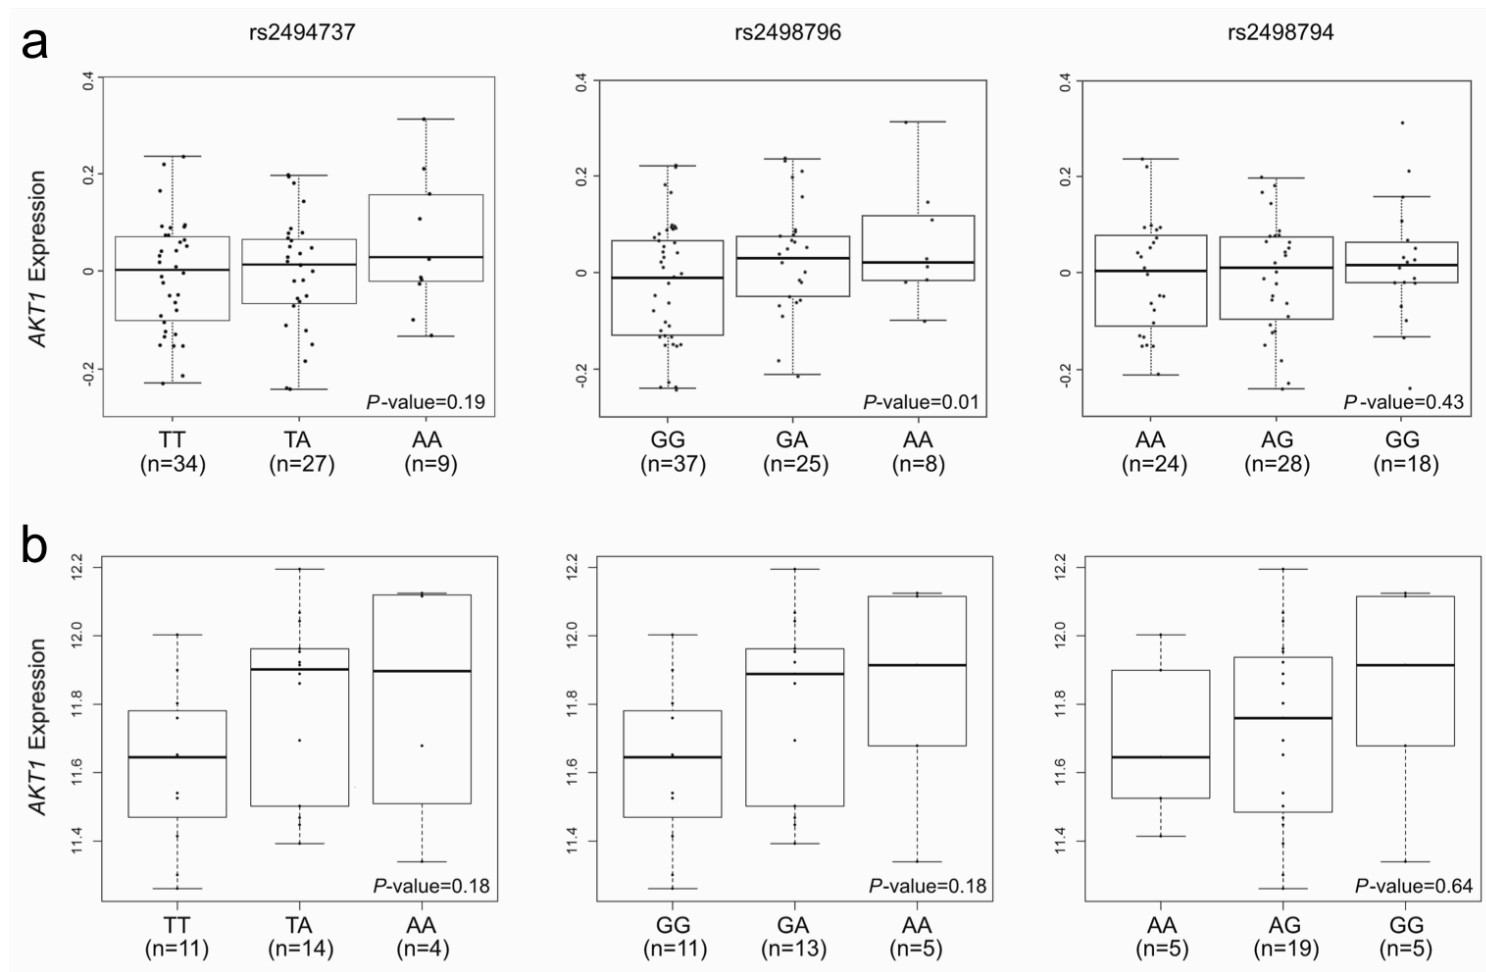 a
rs2494737
rs2498796
rs2498794
AKT1 Expression
0.4
0.2
0
-0.2
P-value=0.19
TT
(n=34)
TA
(n=27)
AA
(n=9)
0.4
0.2
0
-0.2
P-value=0.01
GG
(n=37)
GA
(n=25)
AA
(n=8)
0.4
0.2
0
-0.2
P-value=0.43
AA
(n=24)
AG
(n=28)
GG
(n=18)
b
AKT1 Expression
12.2
12.0
11.8
11.6
11.4
P-value=0.18
TT
(n=11)
TA
(n=14)
AA
(n=4)
12.2
12.0
11.8
11.6
11.4
P-value=0.18
GG
(n=11)
GA
(n=13)
AA
(n=5)
12.2
12.0
11.8
11.6
11.4
P-value=0.64
AA
(n=5)
AG
(n=19)
GG
(n=5)